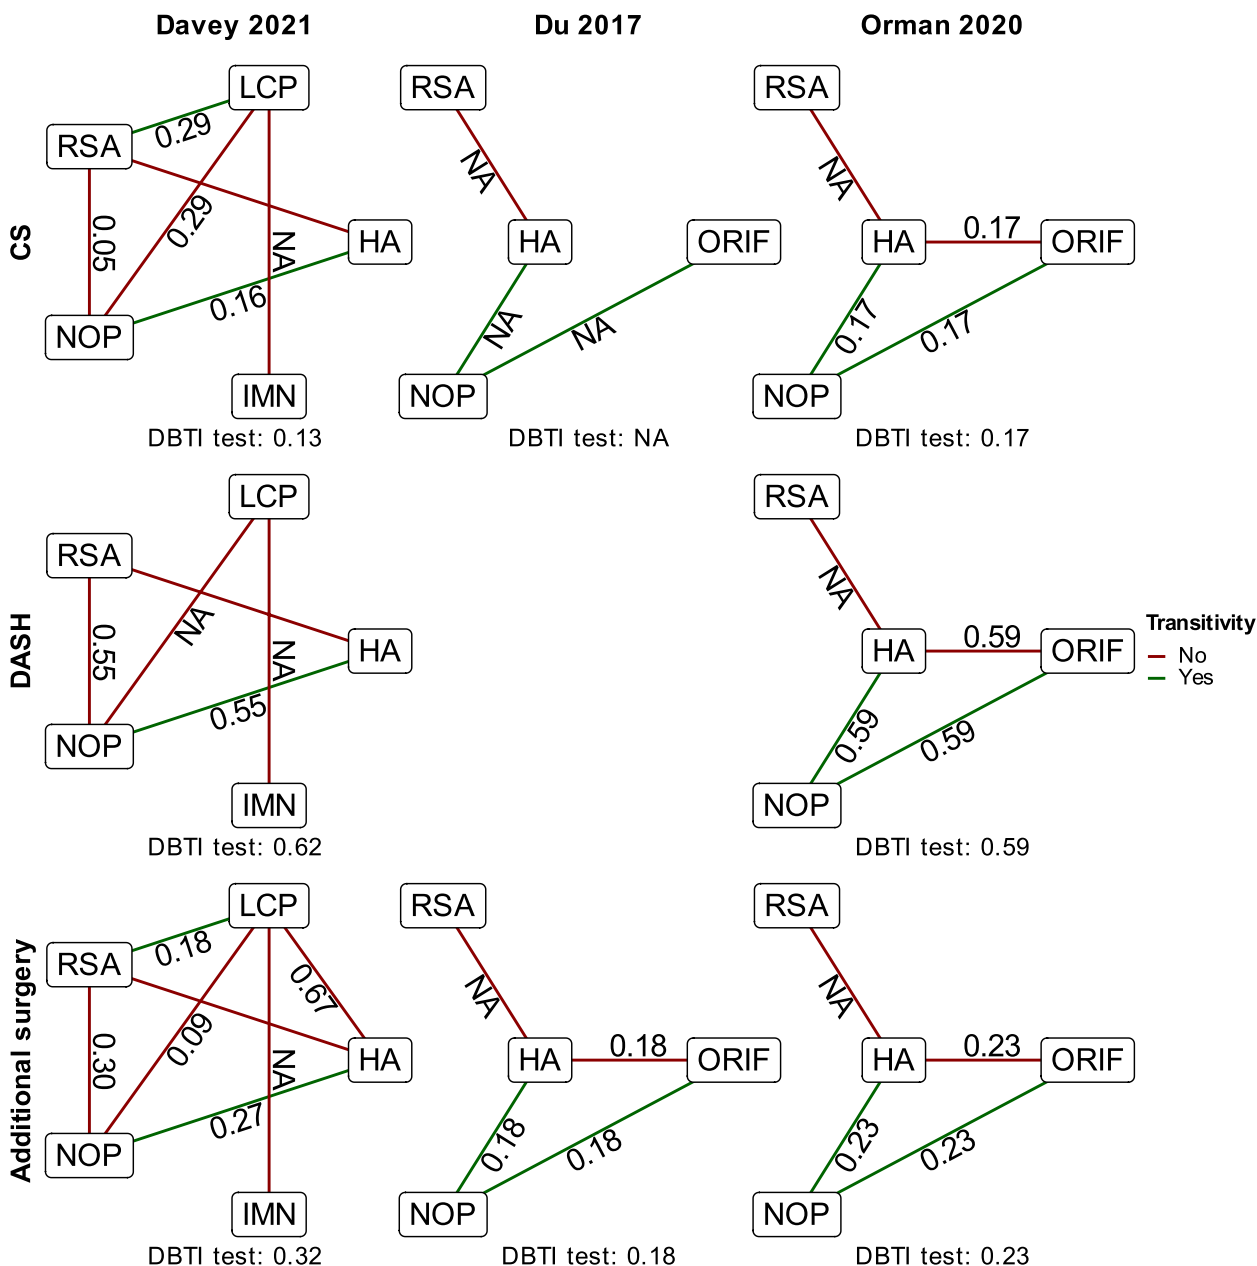 Davey 2021
Du 2017
Orman 2020
CS
LCP
RSA
HA
NOP
IMN
0.29
0.29
0.05
NA
0.16
DBTI test: 0.13
RSA
HA
ORIF
NOP
NA
NA
NA
DBTI test: NA
RSA
HA
ORIF
NOP
NA
0.17
0.17
0.17
DBTI test: 0.17
DASH
LCP
RSA
HA
NOP
IMN
0.55
NA
NA
0.55
DBTI test: 0.62
RSA
HA
ORIF
NOP
NA
0.59
0.59
0.59
DBTI test: 0.59
Transitivity
No
Yes
Additional surgery
LCP
RSA
HA
NOP
IMN
0.18
0.67
0.09
0.30
NA
0.27
DBTI test: 0.32
RSA
HA
ORIF
NOP
NA
0.18
0.18
0.18
DBTI test: 0.18
RSA
HA
ORIF
NOP
NA
0.23
0.23
0.23
DBTI test: 0.23